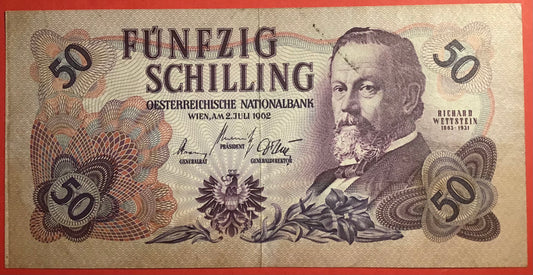 50
FÜNFZIG
SCHILLING
OESTERREICHISCHE NATIONALBANK
WIEN, AM 2. JULI 1962
GENERALRAT
PRÄSIDENT
GENERALDIREKTOR
50
RICHARD
WETTSTEIN
1863-1931
50
50